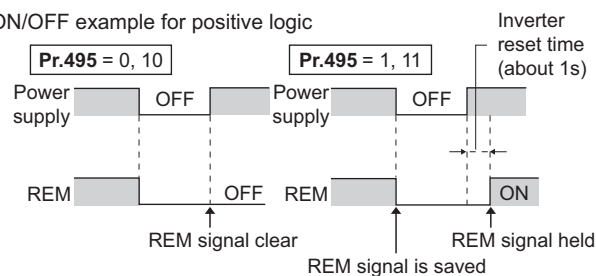 ON/OFF example for positive logic
Inverter
reset time
(about 1s)
Pr.495 = 0, 10
Pr.495 = 1, 11
Power
supply
OFF
Power
supply
OFF
REM
OFF
REM
ON
REM signal clear
REM signal held
REM signal is saved